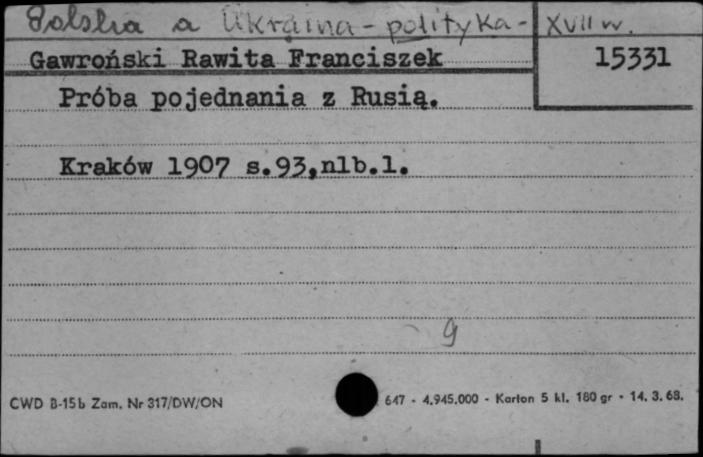 Polska a Ukraina - polityka - XVII w.
Gawroński Rawita Franciszek
15331
Próba pojednania z Rusią.
Kraków 1907 s.93,nlb.1.
9
CWD B-15b Zam. Nr 317/DW/ON
647 - 4.945.000 - Karton 5 kl. 180 gr - 14. 3. 68.